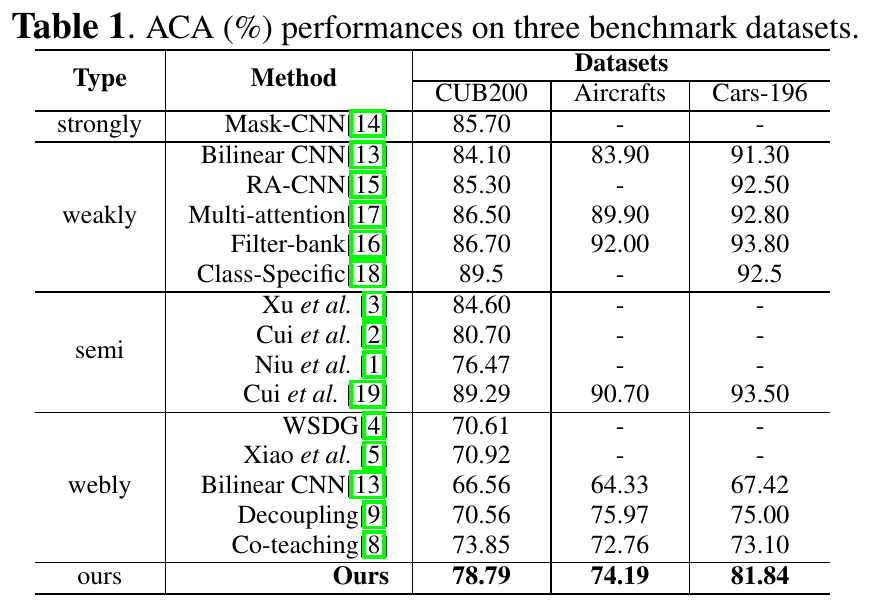 Table 1. ACA (%) performances on three benchmark datasets.
Type Method Datasets
CUB200 Aircrafts Cars-196
strongly Mask-CNN[14] 85.70 - -
weakly Bilinear CNN[13] 84.10 83.90 91.30
RA-CNN[15] 85.30 - 92.50
Multi-attention[17] 86.50 89.90 92.80
Filter-bank[16] 86.70 92.00 93.80
Class-Specific[18] 89.5 - 92.5
semi Xu et al. [3] 84.60 - -
Cui et al. [2] 80.70 - -
Niu et al. [1] 76.47 - -
Cui et al. [19] 89.29 90.70 93.50
webly WSDG[4] 70.61 - -
Xiao et al. [5] 70.92 - -
Bilinear CNN[13] 66.56 64.33 67.42
Decoupling[9] 70.56 75.97 75.00
Co-teaching[8] 73.85 72.76 73.10
ours Ours 78.79 74.19 81.84